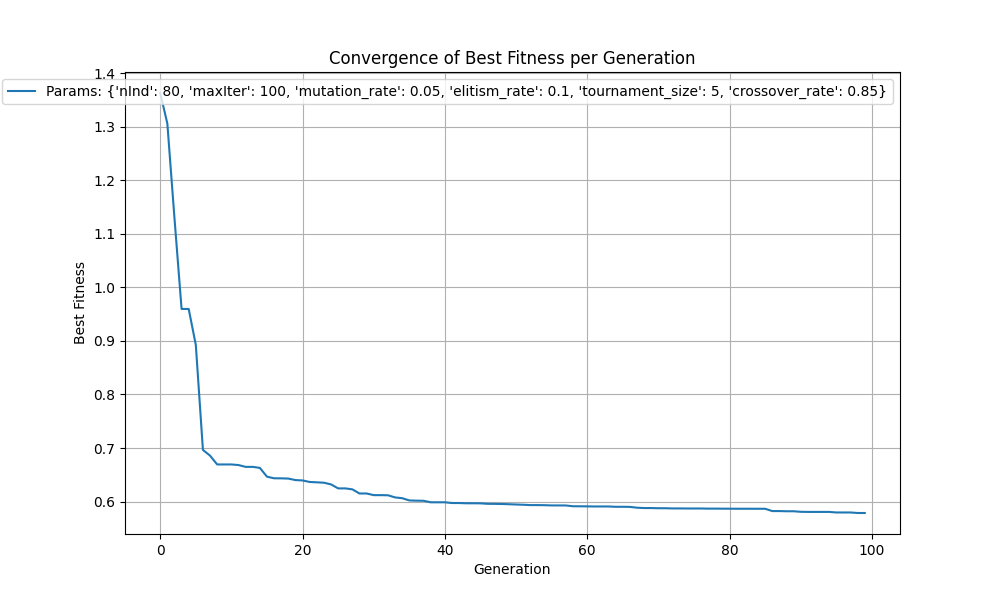 Convergence of Best Fitness per Generation
Params: {'nInd': 80, 'maxIter': 100, 'mutation_rate': 0.05, 'elitism_rate': 0.1, 'tournament_size': 5, 'crossover_rate': 0.85}
1.4
1.3
1.2
1.1
1.0
0.9
0.8
0.7
0.6
Best Fitness
0 20 40 60 80 100
Generation